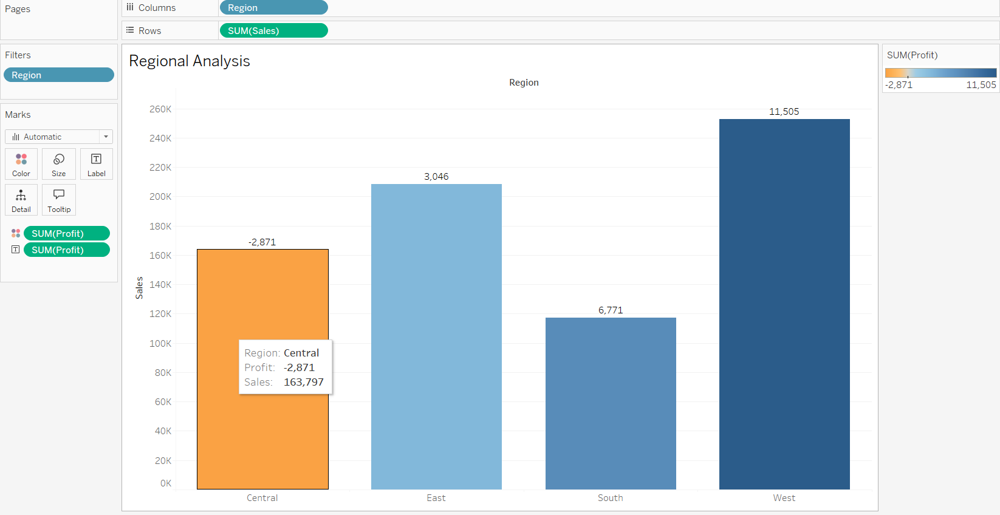 Pages
Columns
Region
Rows
SUM(Sales)
Filters
Region
Marks
Automatic
Color
Size
Label
Detail
Tooltip
SUM(Profit)
SUM(Profit)
Regional Analysis
Region
260K
240K
220K
200K
180K
160K
140K
120K
100K
80K
60K
40K
20K
0K
Sales
-2,871
3,046
6,771
11,505
Region: Central
Profit: -2,871
Sales: 163,797
Central
East
South
West
SUM(Profit)
-2,871
11,505